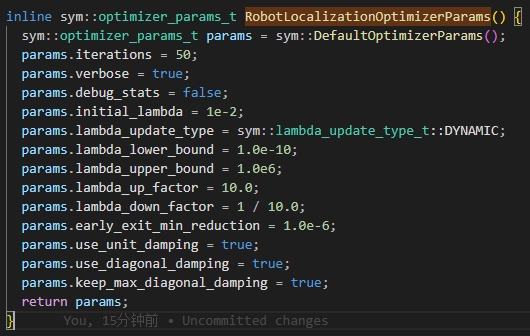 inline sym::optimizer_params_t RobotLocalizationOptimizerParams() {
  sym::optimizer_params_t params = sym::DefaultOptimizerParams();
  params.iterations = 50;
  params.verbose = true;
  params.debug_stats = false;
  params.initial_lambda = 1e-2;
  params.lambda_update_type = sym::lambda_update_type_t::DYNAMIC;
  params.lambda_lower_bound = 1.0e-10;
  params.lambda_upper_bound = 1.0e6;
  params.lambda_up_factor = 10.0;
  params.lambda_down_factor = 1 / 10.0;
  params.early_exit_min_reduction = 1.0e-6;
  params.use_unit_damping = true;
  params.use_diagonal_damping = true;
  params.keep_max_diagonal_damping = true;
  return params;
}     You, 15分钟前 • Uncommitted changes